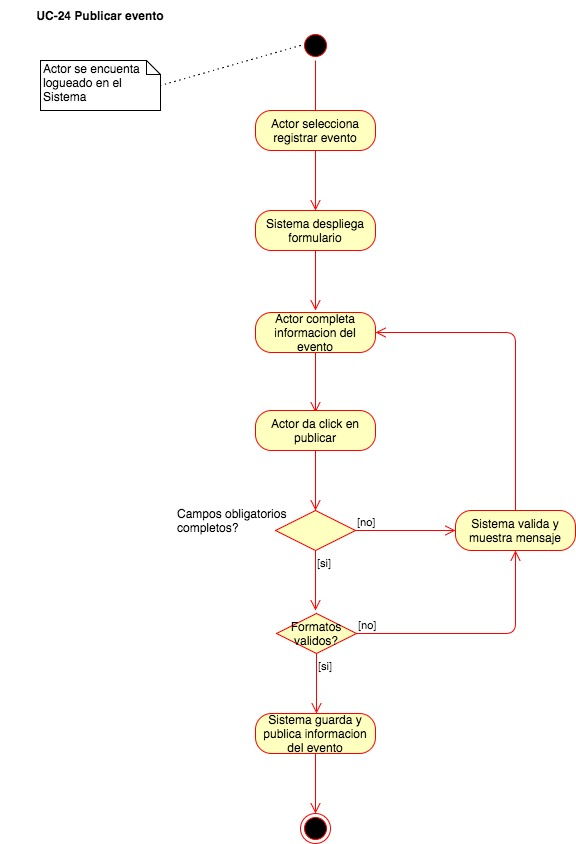 UC-24 Publicar evento
Actor se encuenta
logueado en el
Sistema
Actor selecciona
registrar evento
Sistema despliega
formulario
Actor completa
informacion del
evento
Actor da click en
publicar
Campos obligatorios
completos?
[no]
Sistema valida y
muestra mensaje
[si]
Formatos
validos?
[no]
[si]
Sistema guarda y
publica informacion
del evento